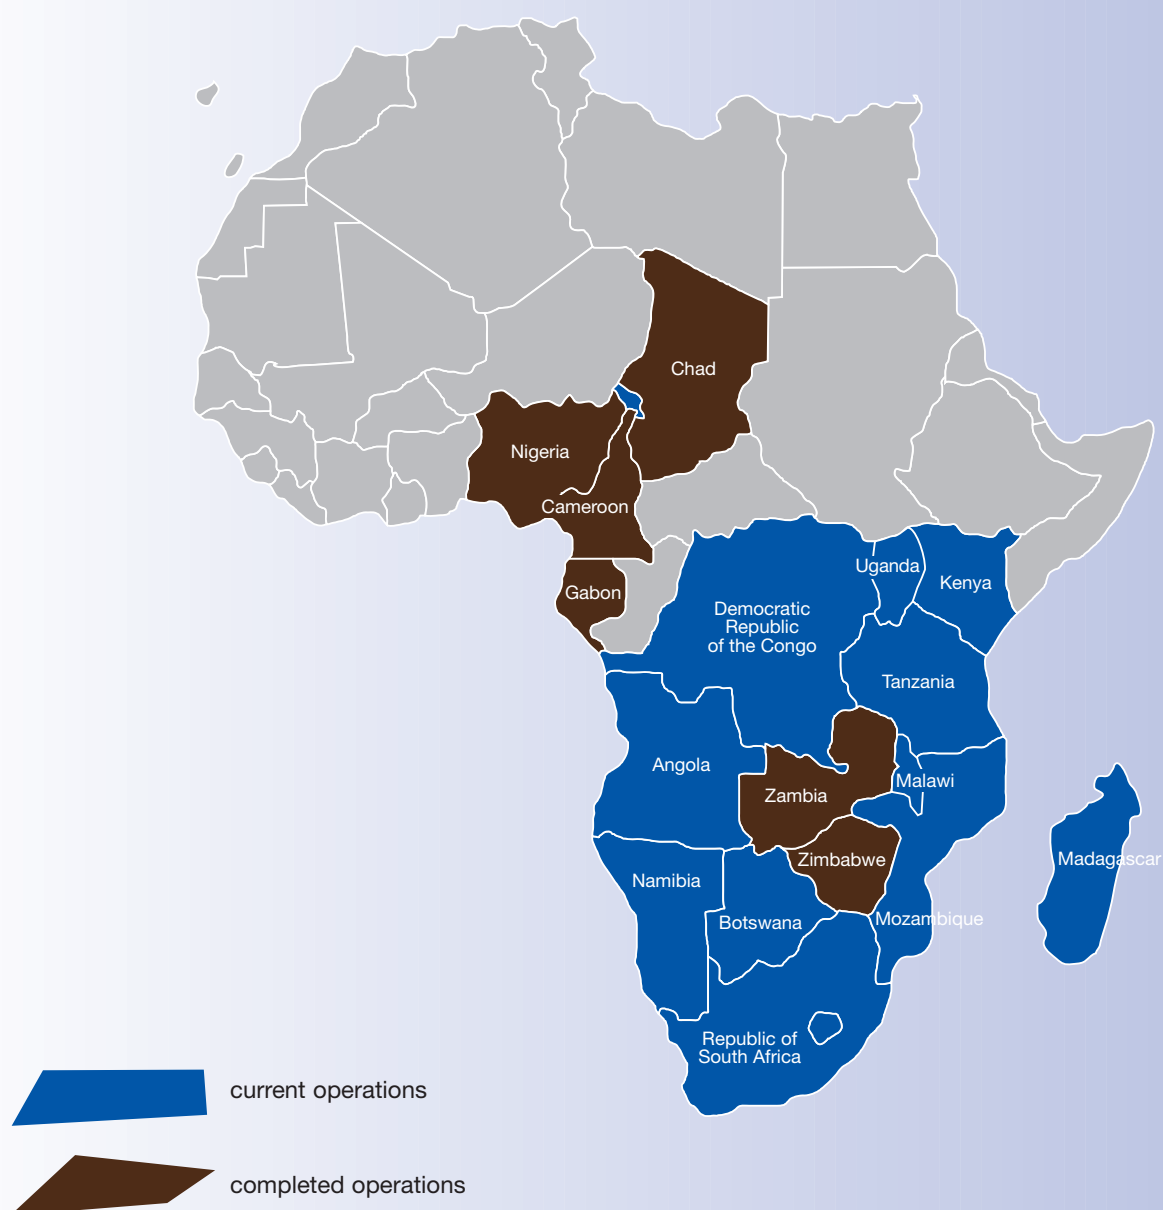 Chad
Nigeria
Cameroon
Gabon
Uganda
Kenya
Democratic
Republic
of the Congo
Tanzania
Angola
Malawi
Zambia
Zimbabwe
Madagascar
Namibia
Botswana
Mozambique
Republic of
South Africa
current operations
completed operations